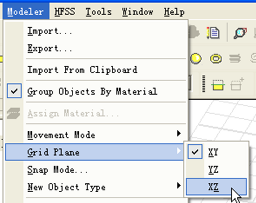 Modeler HFSS Tools Window Help
Import...
Export...
Import From Clipboard
Group Objects By Material
Assign Material...
Movement Mode
Grid Plane
XY
Snap Mode...
YZ
New Object Type
XZ